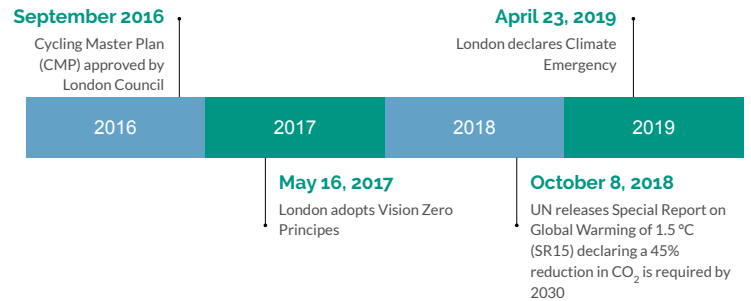 September 2016
Cycling Master Plan
(CMP) approved by
London Council
April 23, 2019
London declares Climate
Emergency
2016
2017
2018
2019
May 16, 2017
London adopts Vision Zero
Principes
October 8, 2018
UN releases Special Report on
Global Warming of 1.5 °C
(SR15) declaring a 45%
reduction in CO₂ is required by
2030